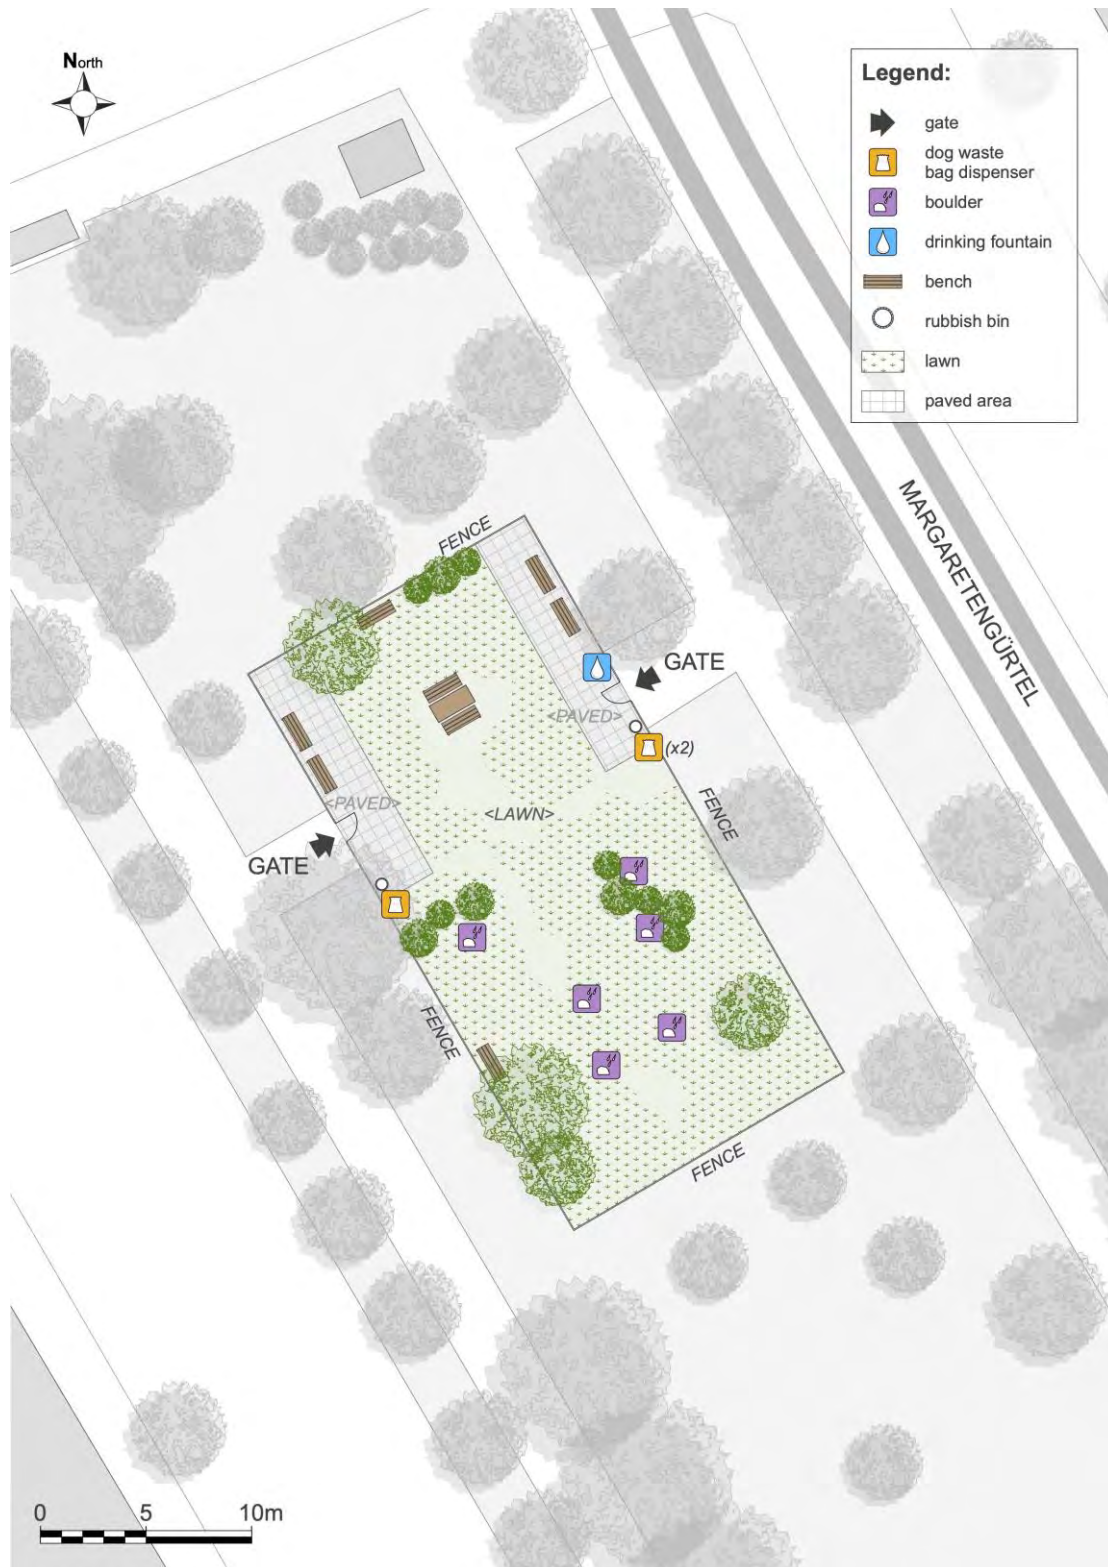 North
Legend:
gate
dog waste
bag dispenser
boulder
drinking fountain
bench
rubbish bin
lawn
paved area
MARGARETENGÜRTEL
FENCE
GATE
<PAVED>
(x2)
FENCE
<PAVED>
<LAWN>
GATE
FENCE
FENCE
0 5 10m